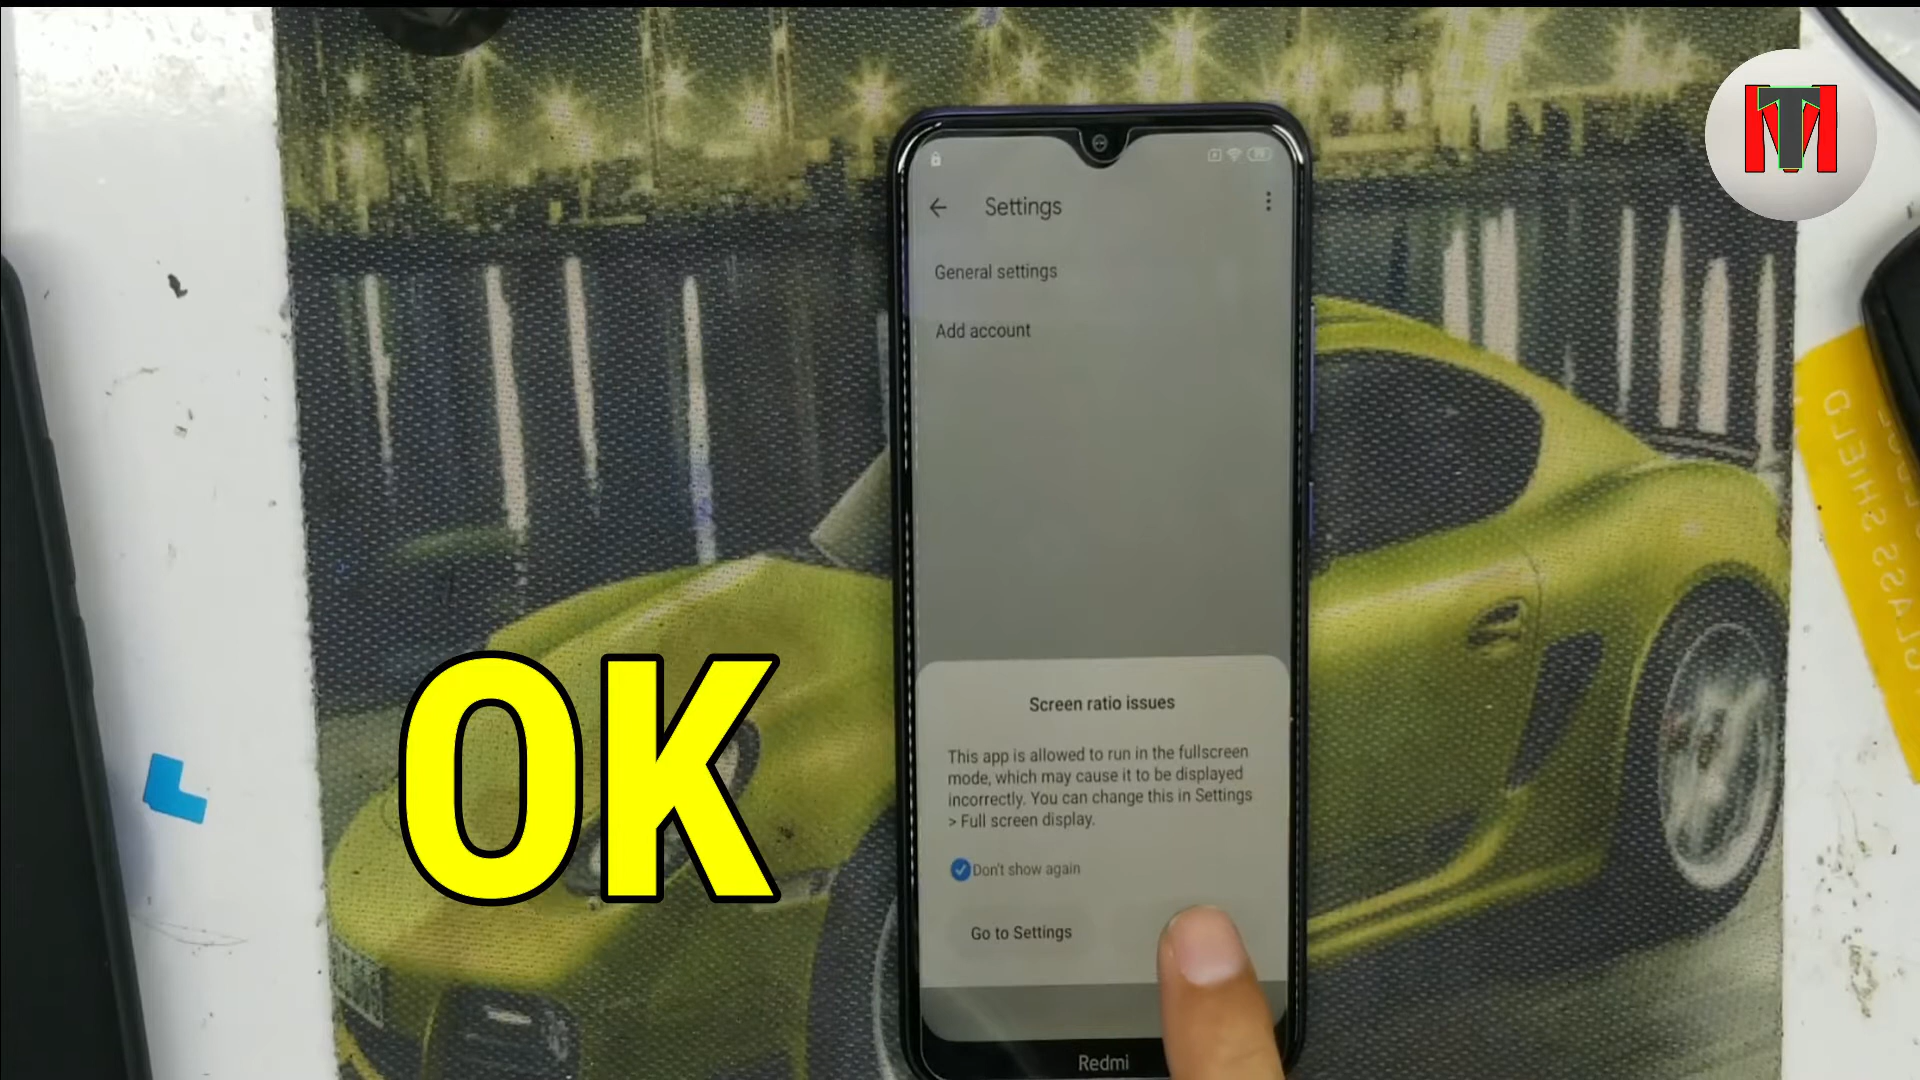 Settings
General settings
Add account
Screen ratio issues
This app is allowed to run in the fullscreen
mode, which may cause it to be displayed
incorrectly. You can change this in Settings
> Full screen display.
Don't show again
Go to Settings
Redmi
OK
MT
GLASS SHIELD